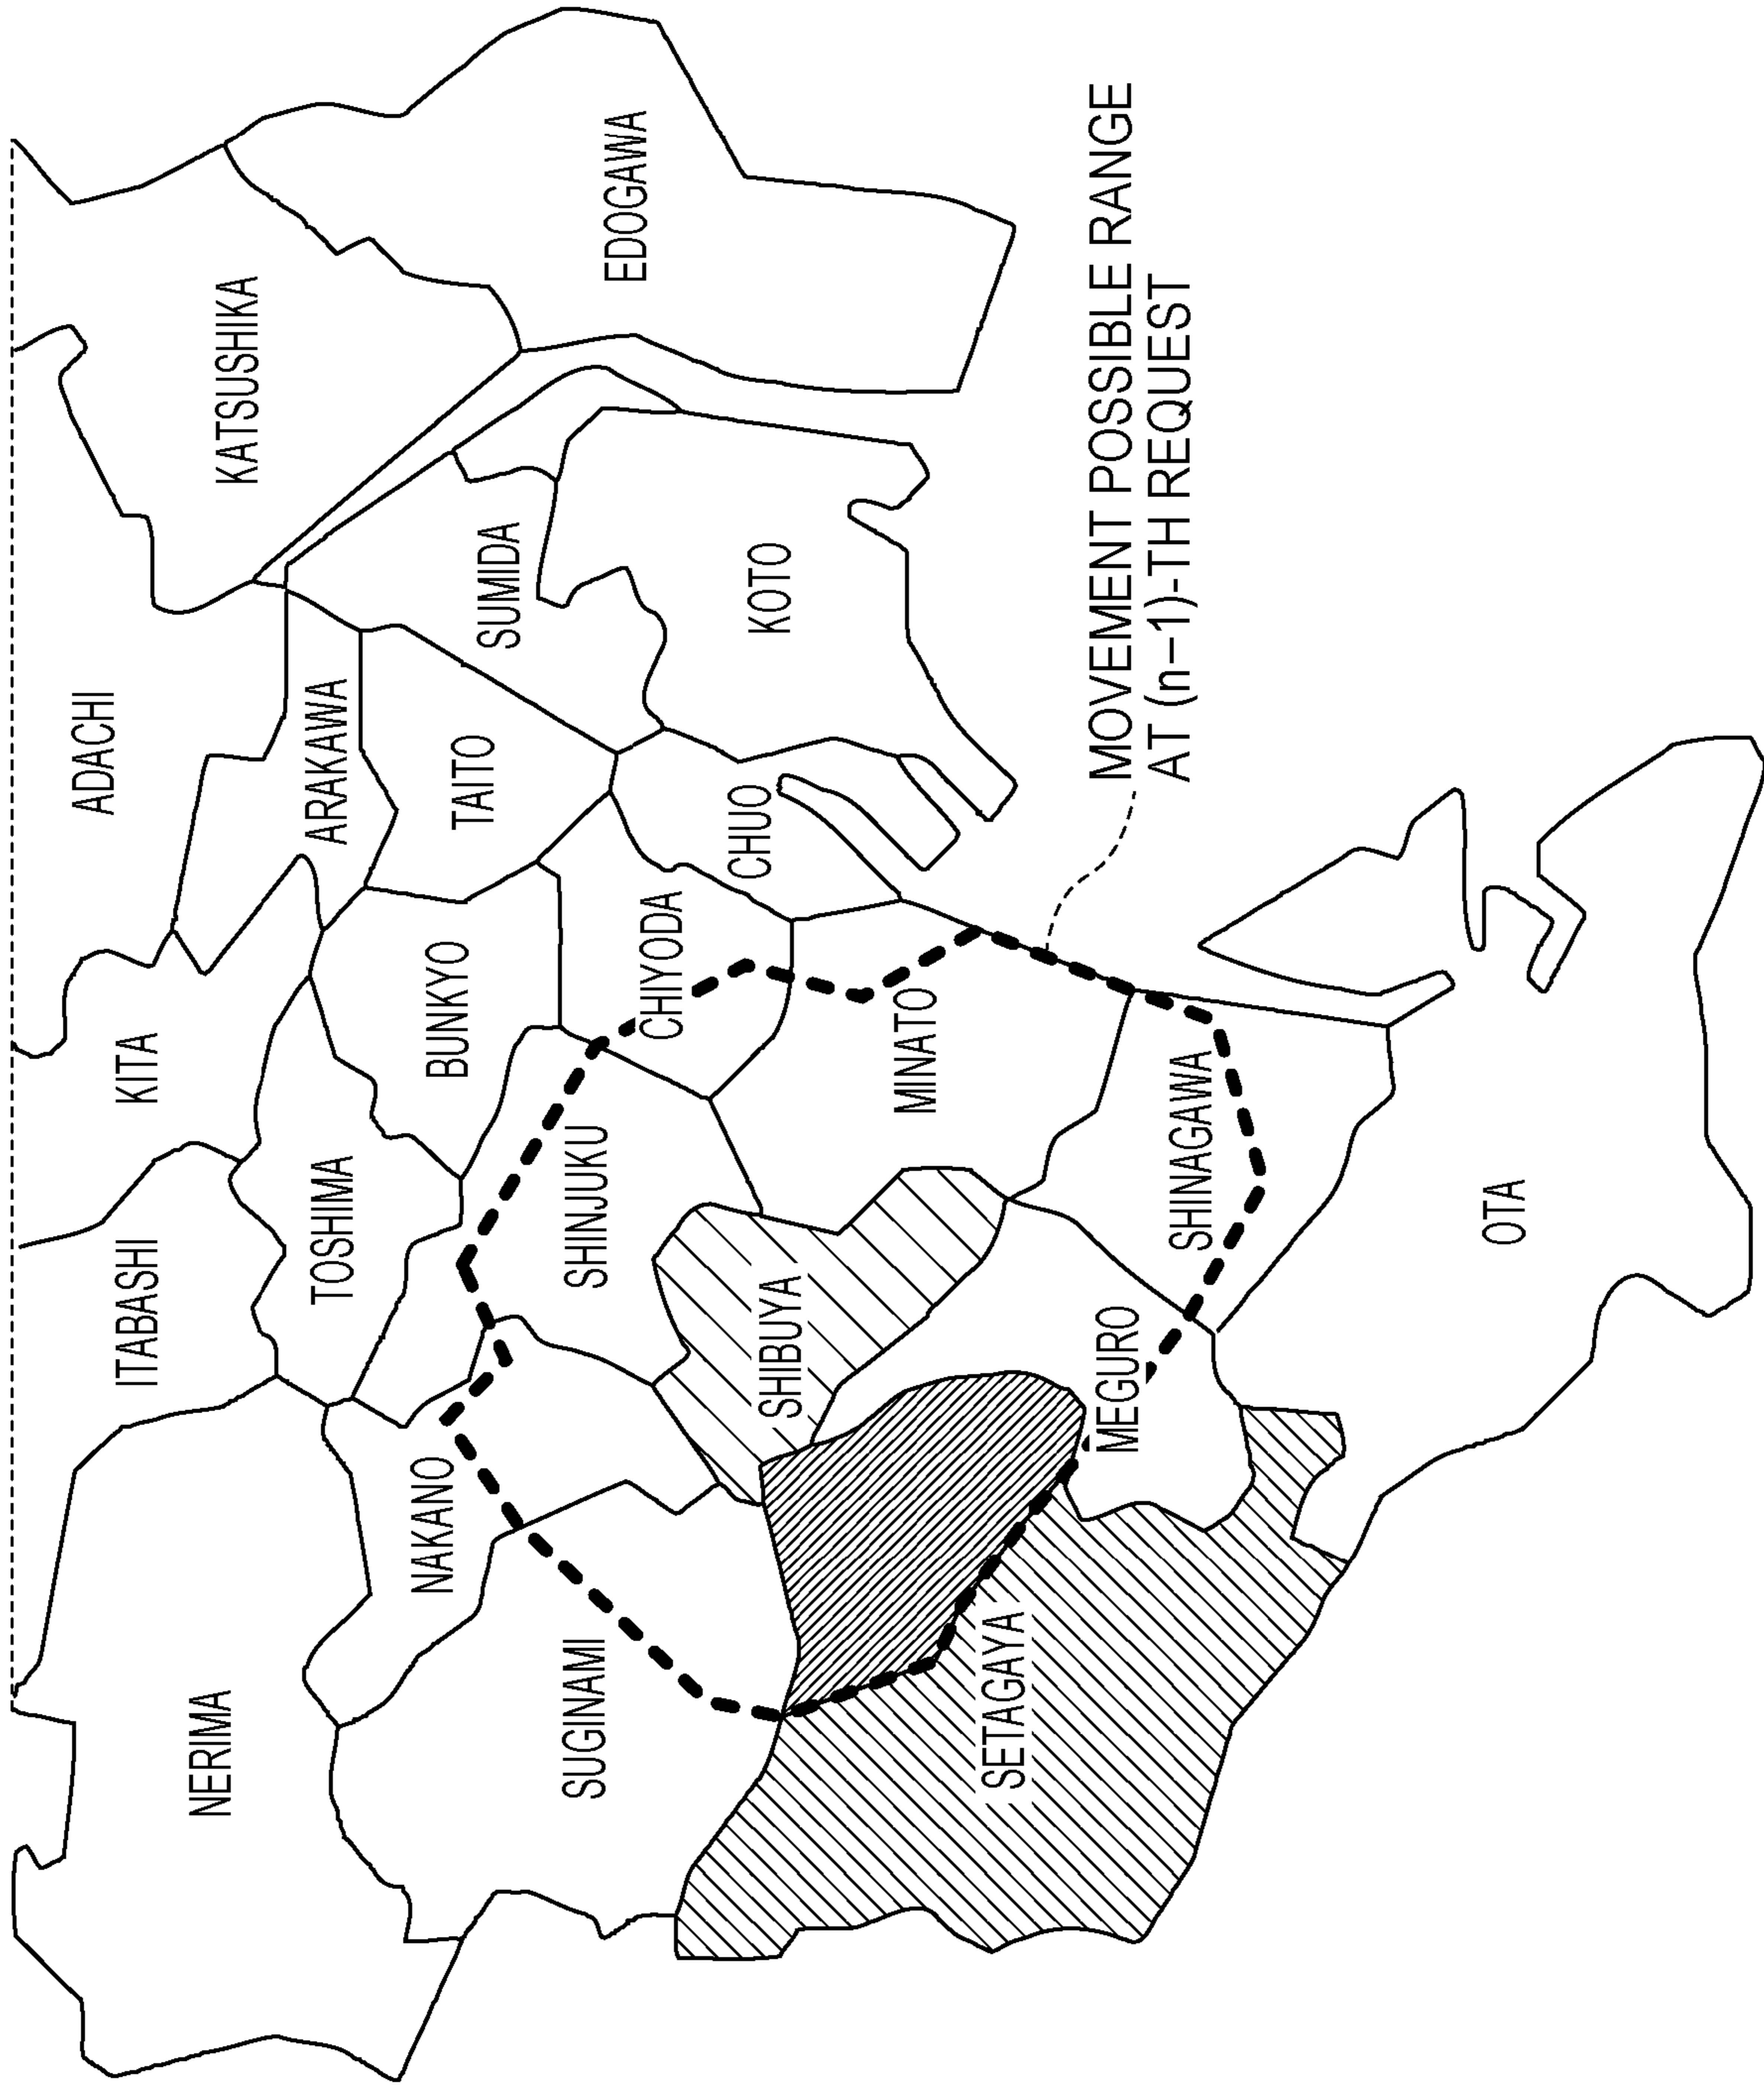 ADACHI
KATSUSHIKA
KITA
ITABASHI
NERIMA
ARAKAWA
TOSHIMA
TAITO
BUNKYO
NAKANO
SUMIDA
EDOGAWA
SHINJUKU
SUGINAMI
CHIYODA
CHUO
KOTO
SHIBUYA
MINATO
SETAGAYA
MEGURO
SHINAGAWA
OTA
MOVEMENT POSSIBLE RANGE
AT (n−1)-TH REQUEST